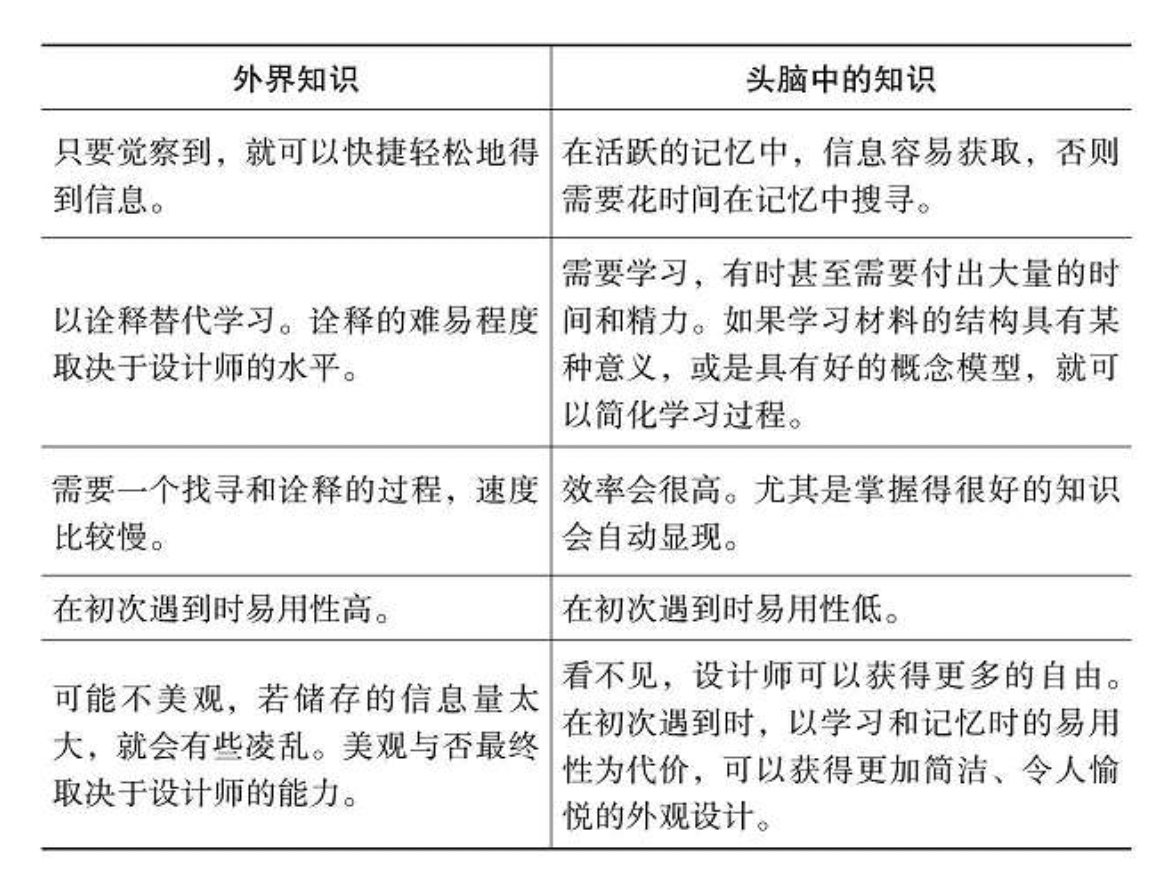 外界知识
头脑中的知识
只要觉察到，就可以快捷轻松地得
到信息。
在活跃的记忆中，信息容易获取，否则
需要花时间在记忆中搜寻。
以诠释替代学习。诠释的难易程度
取决于设计师的水平。
需要学习，有时甚至需要付出大量的时
间和精力。如果学习材料的结构具有某
种意义，或是具有好的概念模型，就可
以简化学习过程。
需要一个找寻和诠释的过程，速度
比较慢。
效率会很高。尤其是掌握得很好的知识
会自动显现。
在初次遇到时易用性高。
在初次遇到时易用性低。
可能不美观，若储存的信息量太
大，就会有些凌乱。美观与否最终
取决于设计师的能力。
看不见，设计师可以获得更多的自由。
在初次遇到时，以学习和记忆时的易用
性为代价，可以获得更加简洁、令人愉
悦的外观设计。